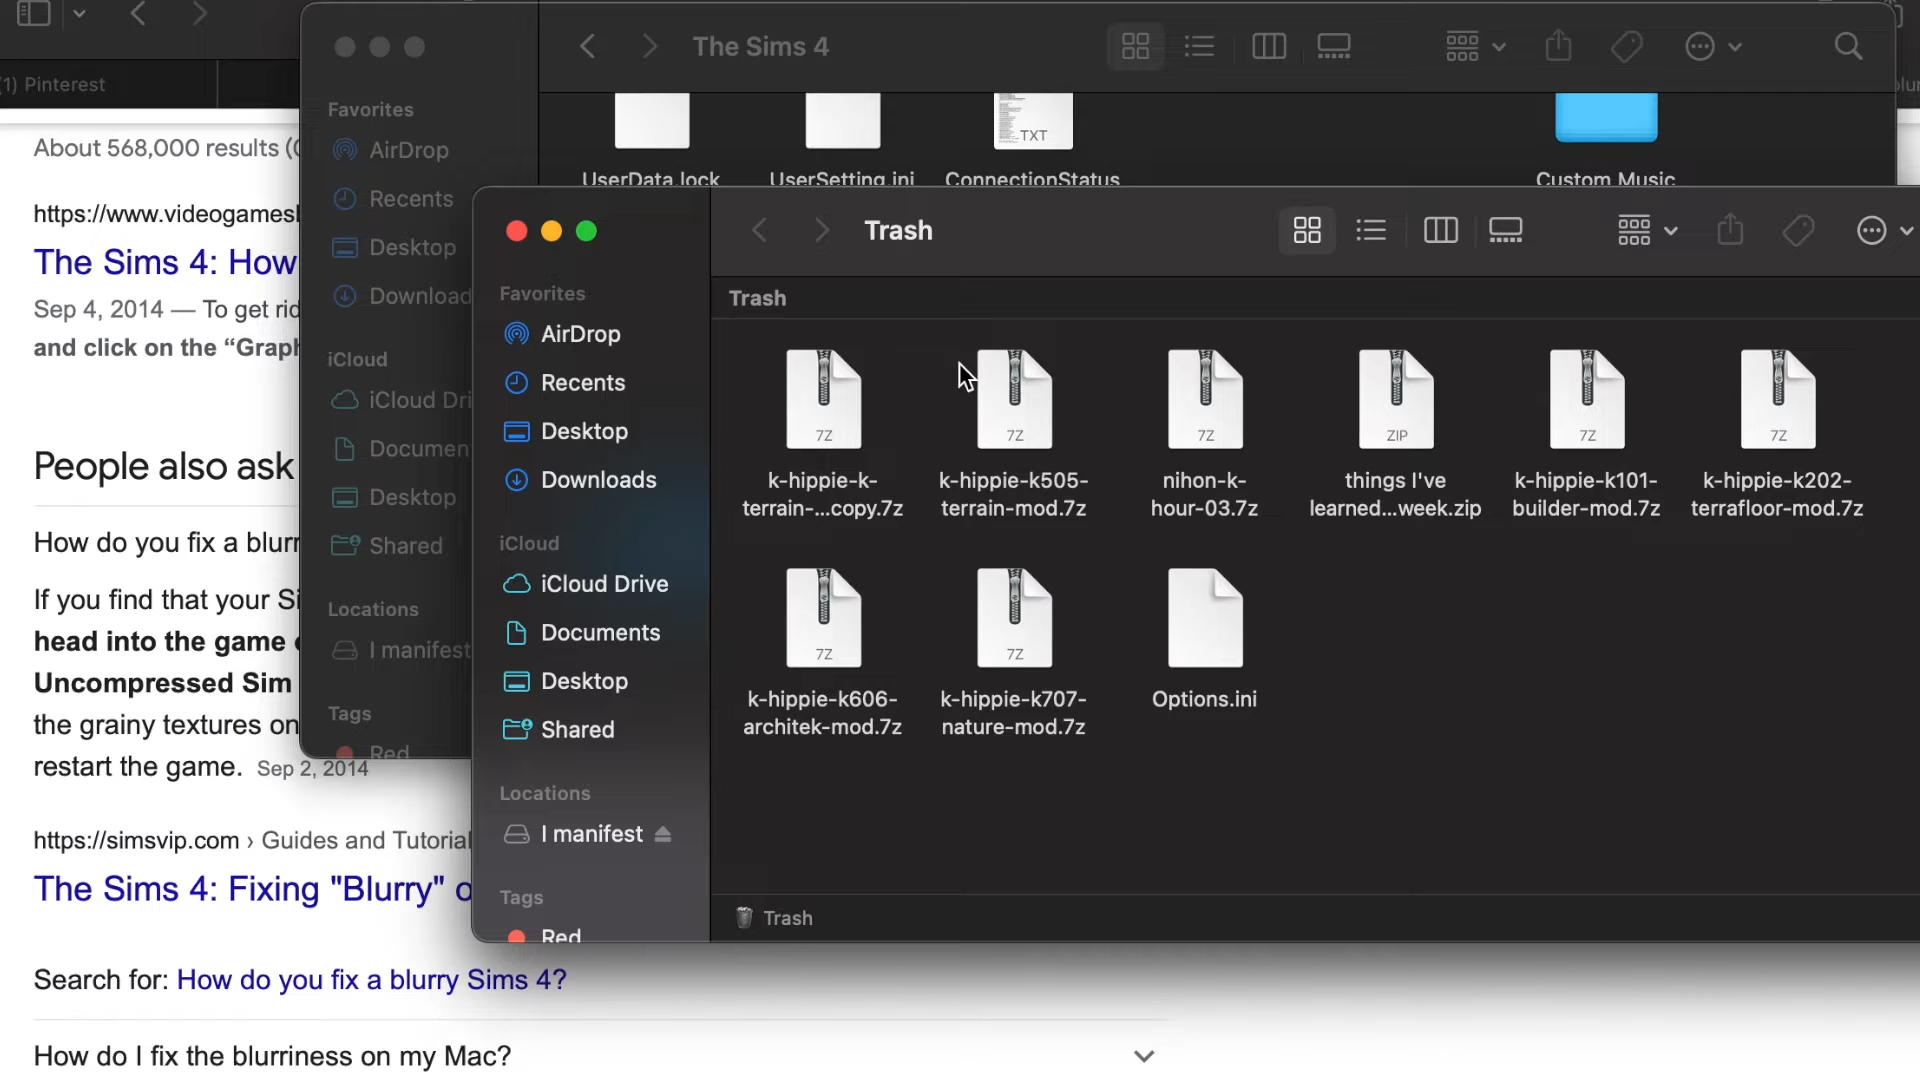 (1) Pinterest
About 568,000 results
https://www.videogames
The Sims 4: How
Sep 4, 2014 — To get rid
and click on the “Graph
People also ask
How do you fix a blurr
If you find that your Si
head into the game
Uncompressed Sim
the grainy textures on
restart the game. Sep 2, 2014
https://simsvip.com › Guides and Tutorial
The Sims 4: Fixing "Blurry"
Search for: How do you fix a blurry Sims 4?
How do I fix the blurriness on my Mac?
The Sims 4
Favorites
AirDrop
Recents
Desktop
Download
iCloud
iCloud Dri
Documen
Desktop
Shared
Locations
I manifest
Tags
Red
TXT
UserData.lock
UserSetting.ini
ConnectionStatus
Custom Music
Trash
Favorites
AirDrop
Recents
Desktop
Downloads
iCloud
iCloud Drive
Documents
Desktop
Shared
Locations
I manifest
Tags
Red
Trash
7Z
k-hippie-k-
terrain-...copy.7z
7Z
k-hippie-k505-
terrain-mod.7z
7Z
nihon-k-
hour-03.7z
ZIP
things I've
learned...week.zip
7Z
k-hippie-k101-
builder-mod.7z
7Z
k-hippie-k202-
terrafloor-mod.7z
7Z
k-hippie-k606-
architek-mod.7z
7Z
k-hippie-k707-
nature-mod.7z
Options.ini
Trash